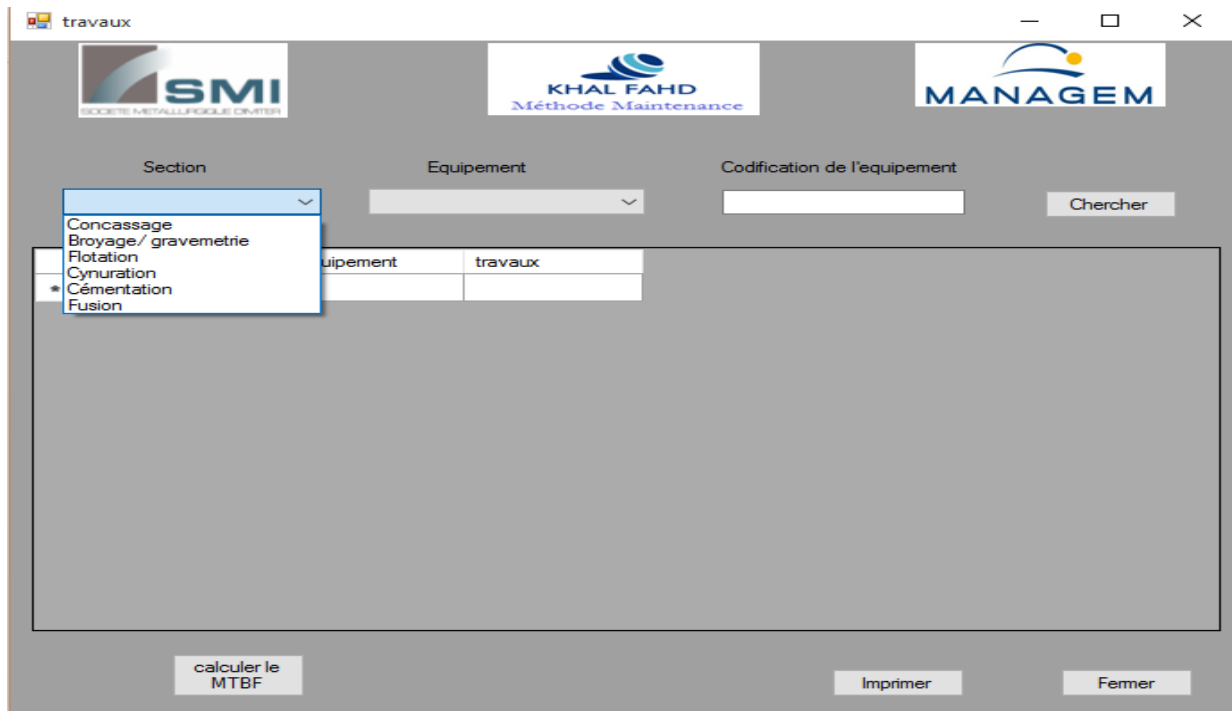 travaux
SMI
SOCIETE METALLURGIQUE D'IMITER
KHAL FAHD
Méthode Maintenance
MANAGEM
Section
Equipement
Codification de l'equipement
Chercher
Concassage
Broyage/ gravemetrie
Flotation
Cynuration
Cémentation
Fusion
uipement
travaux
calculer le
MTBF
Imprimer
Fermer